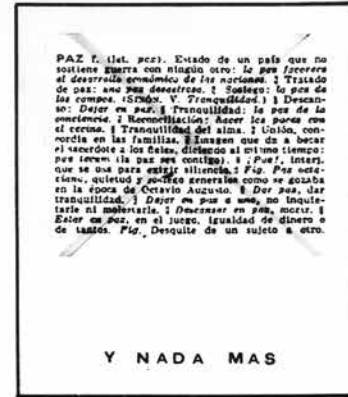 PAZ f. (lat. pax). Estado de un país que no
sostiene guerra con ningún otro: la paz favorece
el desarrollo económico de las naciones. || Tratado
de paz: una paz desastrosa. || Sosiego: la paz de
los campos. (SINÓN. V. Tranquilidad.) || Descan-
so: Dejar en paz. || Tranquilidad: la paz de la
conciencia. || Reconciliación: hacer las paces con
el vecino. || Tranquilidad del alma. || Unión, con-
cordia en las familias. || Imagen que da a besar
el sacerdote a los fieles, diciendo al mismo tiempo:
pax tecum (la paz sea contigo). || ¡Paz!, interj.
que se usa para exigir silencio. || Fig. Paz octa-
viana, quietud y sosiego generales como se gozaba
en la época de Octavio Augusto. || Dar paz, dar
tranquilidad. || Dejar en paz a uno, no inquie-
tarle ni molestarle. || Descansar en paz, morir. ||
Estar en paz, en el juego, igualdad de dinero o
de tantos. Fig. Desquite de un sujeto a otro.
Y NADA MAS